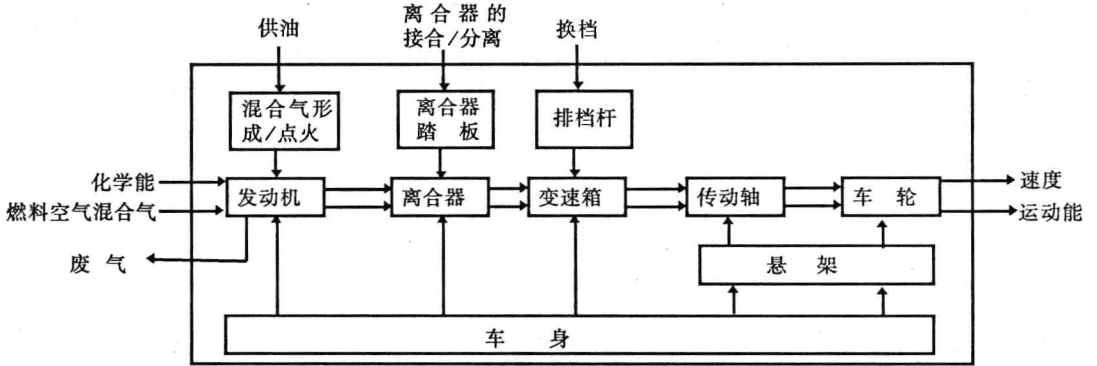 供油
离合器的
接合/分离
换档
混合气形
成/点火
离合器
踏板
排档杆
化学能
燃料空气混合气
发动机
离合器
变速箱
传动轴
车轮
速度
运动能
废气
悬架
车身